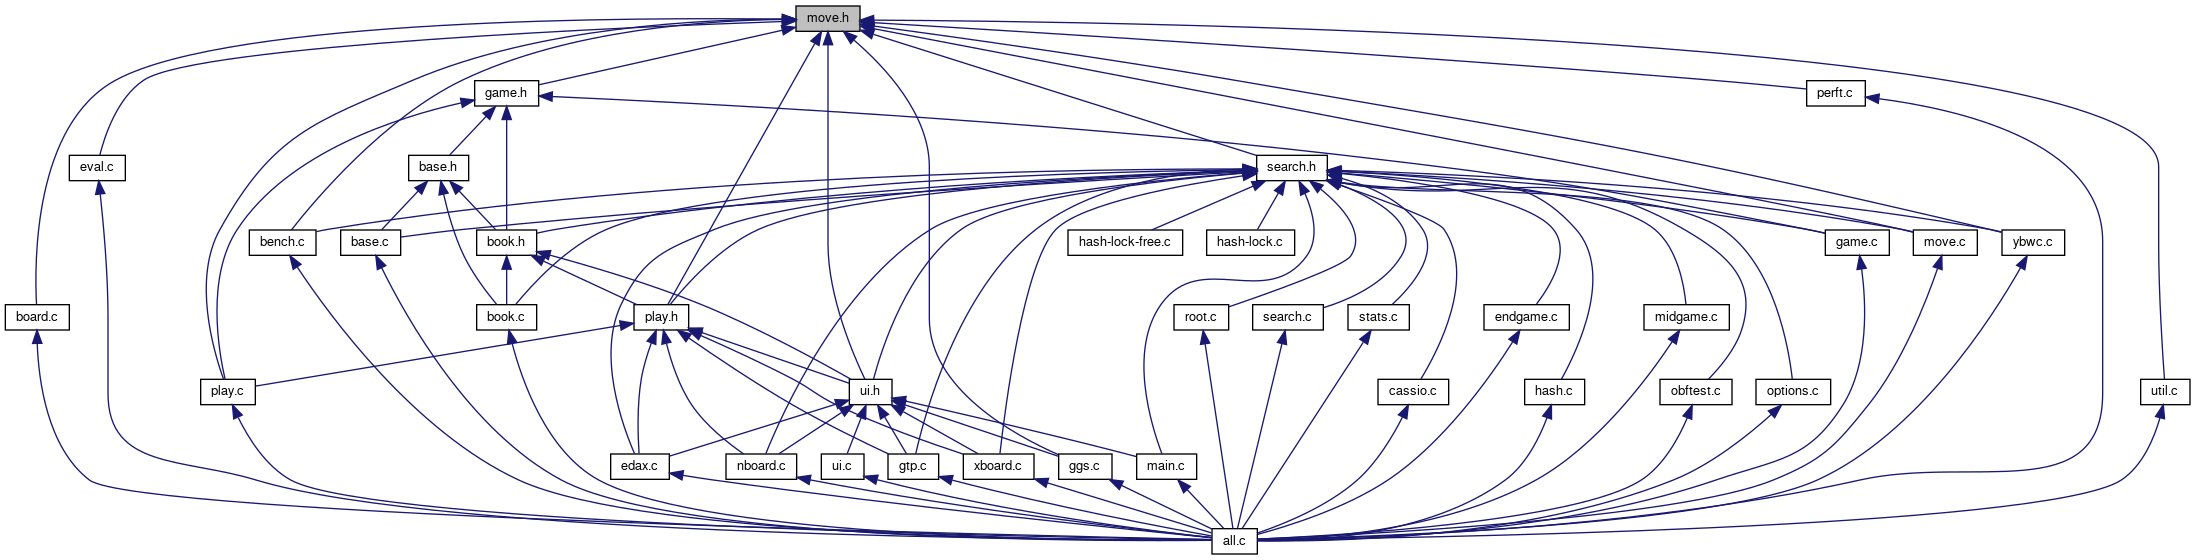 move.h
game.h
perft.c
eval.c
base.h
search.h
bench.c
base.c
book.h
hash-lock-free.c
hash-lock.c
game.c
move.c
ybwc.c
board.c
book.c
play.h
root.c
search.c
stats.c
endgame.c
midgame.c
play.c
ui.h
cassio.c
hash.c
obftest.c
options.c
util.c
edax.c
nboard.c
ui.c
gtp.c
xboard.c
ggs.c
main.c
all.c